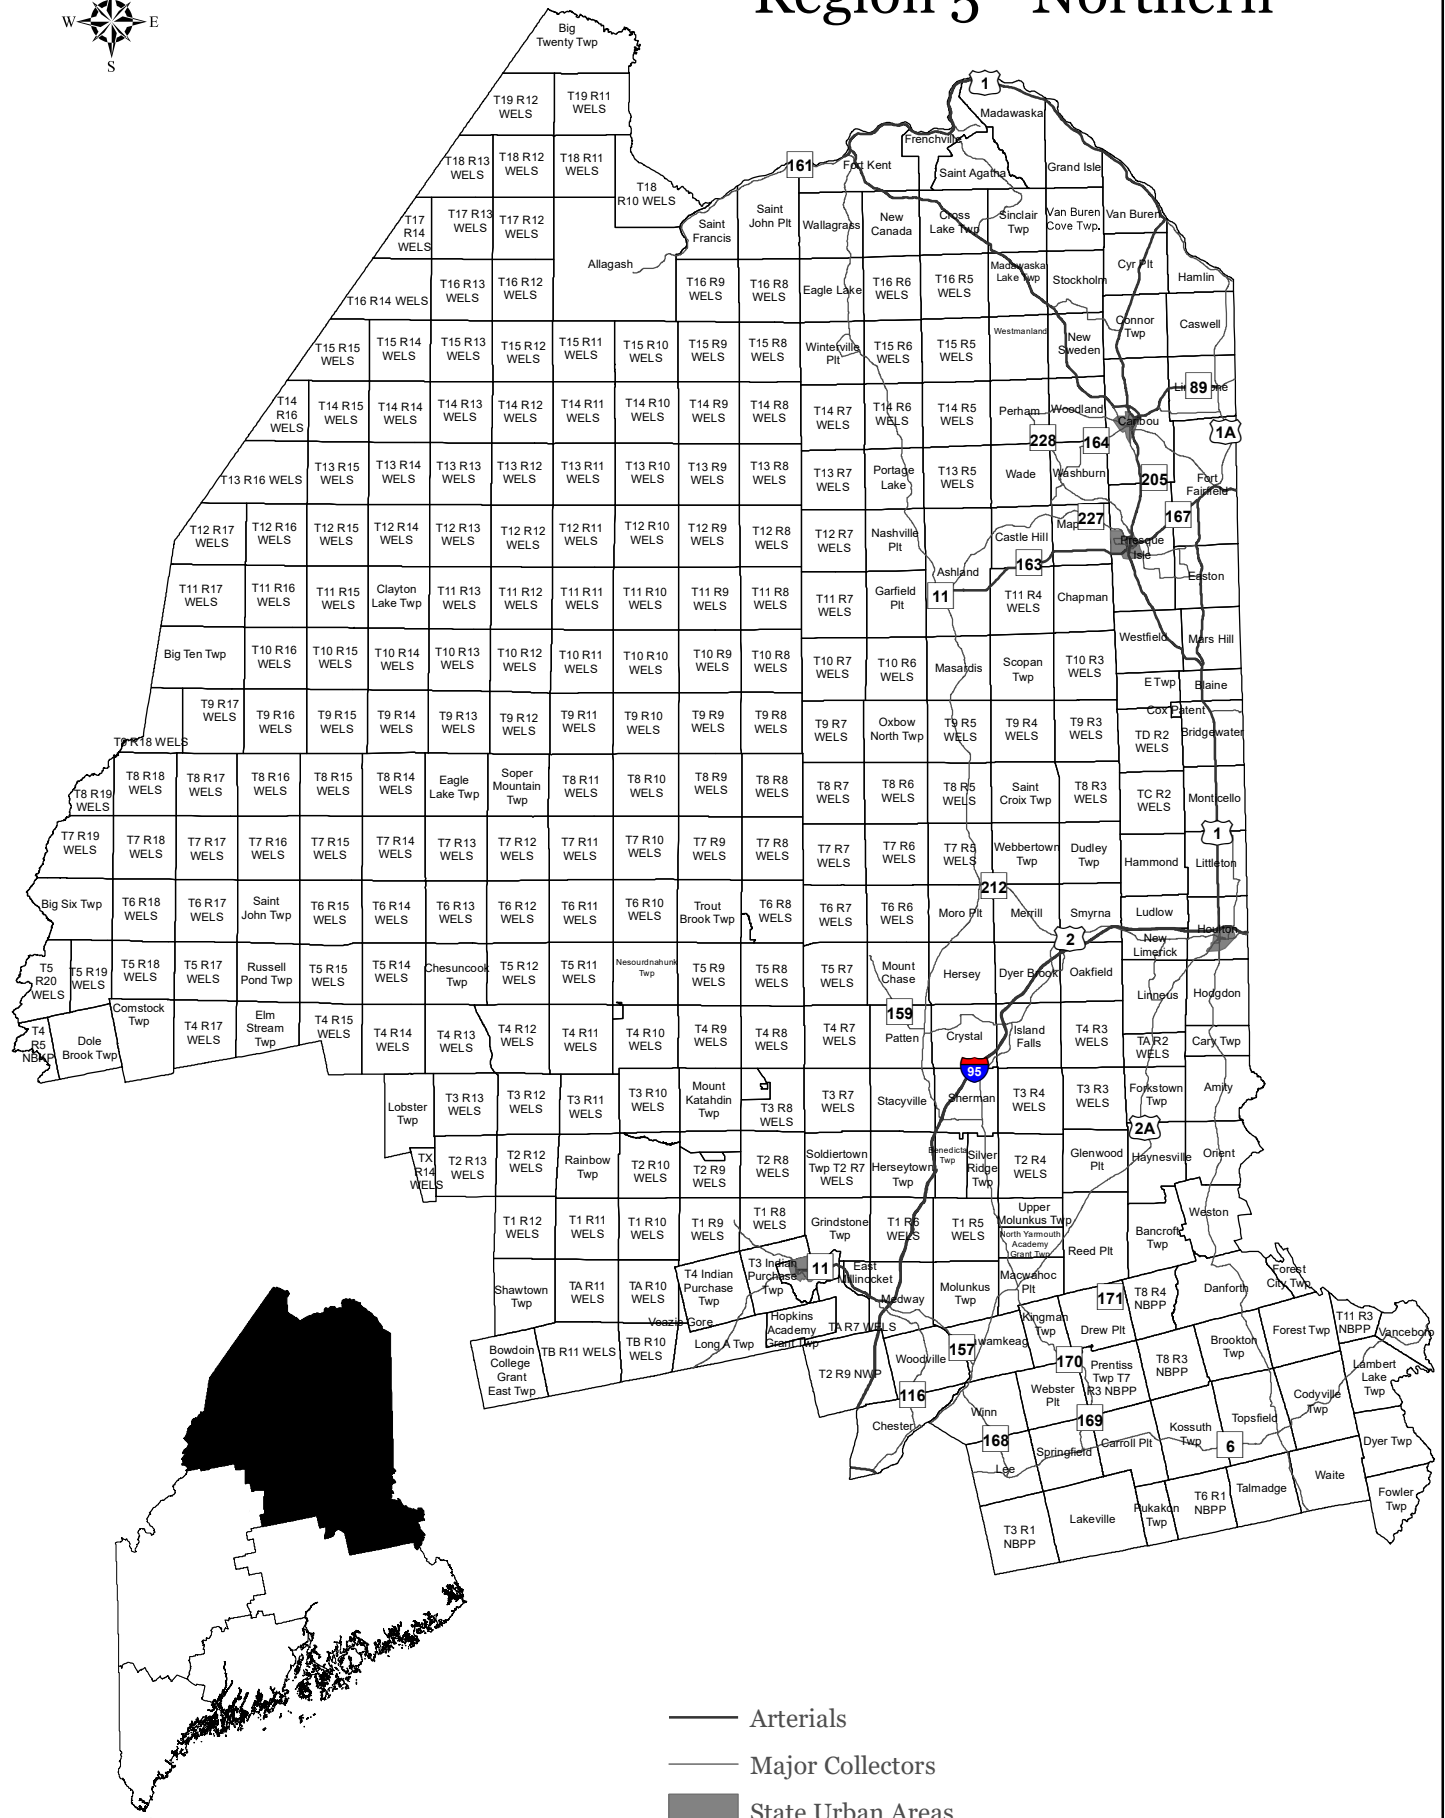 Region 5 - Northern
W
E
S
Big
Twenty Twp
T19 R12
WELS
T19 R11
WELS
1
Madawaska
Frenchville
T18 R13
WELS
T18 R12
WELS
T18 R11
WELS
161
Fort Kent
Saint Agatha
Grand Isle
T18
R10 WELS
T17
R14
WELS
T17 R13
WELS
T17 R12
WELS
Allagash
Saint
Francis
Saint
John Plt
Wallagrass
New
Canada
Cross
Lake Twp
Sinclair
Twp
Van Buren
Cove Twp.
Van Buren
T16 R14 WELS
T16 R13
WELS
T16 R12
WELS
T16 R9
WELS
T16 R8
WELS
Eagle Lake
T16 R6
WELS
T16 R5
WELS
Madawaska
Lake Twp
Stockholm
Cyr Plt
Hamlin
T15 R15
WELS
T15 R14
WELS
T15 R13
WELS
T15 R12
WELS
T15 R11
WELS
T15 R10
WELS
T15 R9
WELS
T15 R8
WELS
Winterville
Plt
T15 R6
WELS
T15 R5
WELS
Westmanland
New
Sweden
Connor
Twp
Caswell
T14
R16
WELS
T14 R15
WELS
T14 R14
WELS
T14 R13
WELS
T14 R12
WELS
T14 R11
WELS
T14 R10
WELS
T14 R9
WELS
T14 R8
WELS
T14 R7
WELS
T14 R6
WELS
T14 R5
WELS
Perham
Woodland
Caribou
89
1A
228
164
T13 R16 WELS
T13 R15
WELS
T13 R14
WELS
T13 R13
WELS
T13 R12
WELS
T13 R11
WELS
T13 R10
WELS
T13 R9
WELS
T13 R8
WELS
T13 R7
WELS
Portage
Lake
T13 R5
WELS
Wade
Washburn
205
Fort
Fairfield
T12 R17
WELS
T12 R16
WELS
T12 R15
WELS
T12 R14
WELS
T12 R13
WELS
T12 R12
WELS
T12 R11
WELS
T12 R10
WELS
T12 R9
WELS
T12 R8
WELS
T12 R7
WELS
Nashville
Plt
Castle Hill
227
167
Presque
Isle
163
T11 R17
WELS
T11 R16
WELS
T11 R15
WELS
Clayton
Lake Twp
T11 R13
WELS
T11 R12
WELS
T11 R11
WELS
T11 R10
WELS
T11 R9
WELS
T11 R8
WELS
T11 R7
WELS
Garfield
Plt
Ashland
11
T11 R4
WELS
Chapman
Easton
Big Ten Twp
T10 R16
WELS
T10 R15
WELS
T10 R14
WELS
T10 R13
WELS
T10 R12
WELS
T10 R11
WELS
T10 R10
WELS
T10 R9
WELS
T10 R8
WELS
T10 R7
WELS
T10 R6
WELS
Masardis
Scopan
Twp
T10 R3
WELS
Westfield
Mars Hill
E Twp
Blaine
T9 R18 WELS
T9 R17
WELS
T9 R16
WELS
T9 R15
WELS
T9 R14
WELS
T9 R13
WELS
T9 R12
WELS
T9 R11
WELS
T9 R10
WELS
T9 R9
WELS
T9 R8
WELS
T9 R7
WELS
Oxbow
North Twp
T9 R5
WELS
T9 R4
WELS
T9 R3
WELS
Cox Patent
TD R2
WELS
Bridgewater
T8 R19
WELS
T8 R18
WELS
T8 R17
WELS
T8 R16
WELS
T8 R15
WELS
T8 R14
WELS
Eagle
Lake Twp
Soper
Mountain
Twp
T8 R11
WELS
T8 R10
WELS
T8 R9
WELS
T8 R8
WELS
T8 R7
WELS
T8 R6
WELS
T8 R5
WELS
Saint
Croix Twp
T8 R3
WELS
TC R2
WELS
Monticello
T7 R19
WELS
T7 R18
WELS
T7 R17
WELS
T7 R16
WELS
T7 R15
WELS
T7 R14
WELS
T7 R13
WELS
T7 R12
WELS
T7 R11
WELS
T7 R10
WELS
T7 R9
WELS
T7 R8
WELS
T7 R7
WELS
T7 R6
WELS
T7 R5
WELS
Webbertown
Twp
Dudley
Twp
Hammond
1
Littleton
Big Six Twp
T6 R18
WELS
T6 R17
WELS
Saint
John Twp
T6 R15
WELS
T6 R14
WELS
T6 R13
WELS
T6 R12
WELS
T6 R11
WELS
T6 R10
WELS
Trout
Brook Twp
T6 R8
WELS
T6 R7
WELS
T6 R6
WELS
Moro Plt
212
Merrill
Smyrna
2
Ludlow
Houlton
New
Limerick
T5
R20
WELS
T5 R19
WELS
T5 R18
WELS
T5 R17
WELS
Russell
Pond Twp
T5 R15
WELS
T5 R14
WELS
Chesuncook
Twp
T5 R12
WELS
T5 R11
WELS
Nesourdnahunk
Twp
T5 R9
WELS
T5 R8
WELS
T5 R7
WELS
Mount
Chase
Hersey
Dyer Brook
Oakfield
Linneus
Hodgdon
T4
R5
NBKP
Dole
Brook Twp
Comstock
Twp
T4 R17
WELS
Elm
Stream
Twp
T4 R15
WELS
T4 R14
WELS
T4 R13
WELS
T4 R12
WELS
T4 R11
WELS
T4 R10
WELS
T4 R9
WELS
T4 R8
WELS
T4 R7
WELS
159
Patten
Crystal
Island
Falls
T4 R3
WELS
TA R2
WELS
Cary Twp
95
Lobster
Twp
T3 R13
WELS
T3 R12
WELS
T3 R11
WELS
T3 R10
WELS
Mount
Katahdin
Twp
T3 R8
WELS
T3 R7
WELS
Stacyville
Sherman
T3 R4
WELS
T3 R3
WELS
Forkstown
Twp
Amity
2A
TX
R14
WELS
T2 R13
WELS
T2 R12
WELS
Rainbow
Twp
T2 R10
WELS
T2 R9
WELS
T2 R8
WELS
Soldiertown
Twp T2 R7
WELS
Herseytown
Twp
Benedicta
Twp
Silver
Ridge
Twp
T2 R4
WELS
Glenwood
Plt
Haynesville
Orient
T1 R12
WELS
T1 R11
WELS
T1 R10
WELS
T1 R9
WELS
T1 R8
WELS
Grindstone
Twp
T1 R6
WELS
T1 R5
WELS
Upper
Molunkus Twp
North Yarmouth
Academy
Grant Twp
Reed Plt
Bancroft
Twp
Weston
Shawtown
Twp
TA R11
WELS
TA R10
WELS
T4 Indian
Purchase
Twp
T3 Indian
Purchase
Twp
11
East
Millinocket
Medway
Molunkus
Twp
Macwahoc
Plt
171
T8 R4
NBPP
Danforth
Forest
City Twp
Veazie Gore
Hopkins
Academy
Grant Twp
TA R7 WELS
Kingman
Twp
Drew Plt
T11 R3
NBPP
Vanceboro
Bowdoin
College
Grant
East Twp
TB R11 WELS
TB R10
WELS
Long A Twp
T2 R9 NWP
Woodville
157
wamkeag
170
Prentiss
Twp T7
R3 NBPP
T8 R3
NBPP
Brookton
Twp
Forest Twp
Lambert
Lake
Twp
116
Webster
Plt
Codyville
Twp
Chester
Winn
169
Topsfield
168
Springfield
Carroll Plt
Kossuth
Twp
6
Dyer Twp
Lee
Waite
T3 R1
NBPP
Lakeville
Pukakon
Twp
T6 R1
NBPP
Talmadge
Fowler
Twp
Arterials
Major Collectors
State Urban Areas